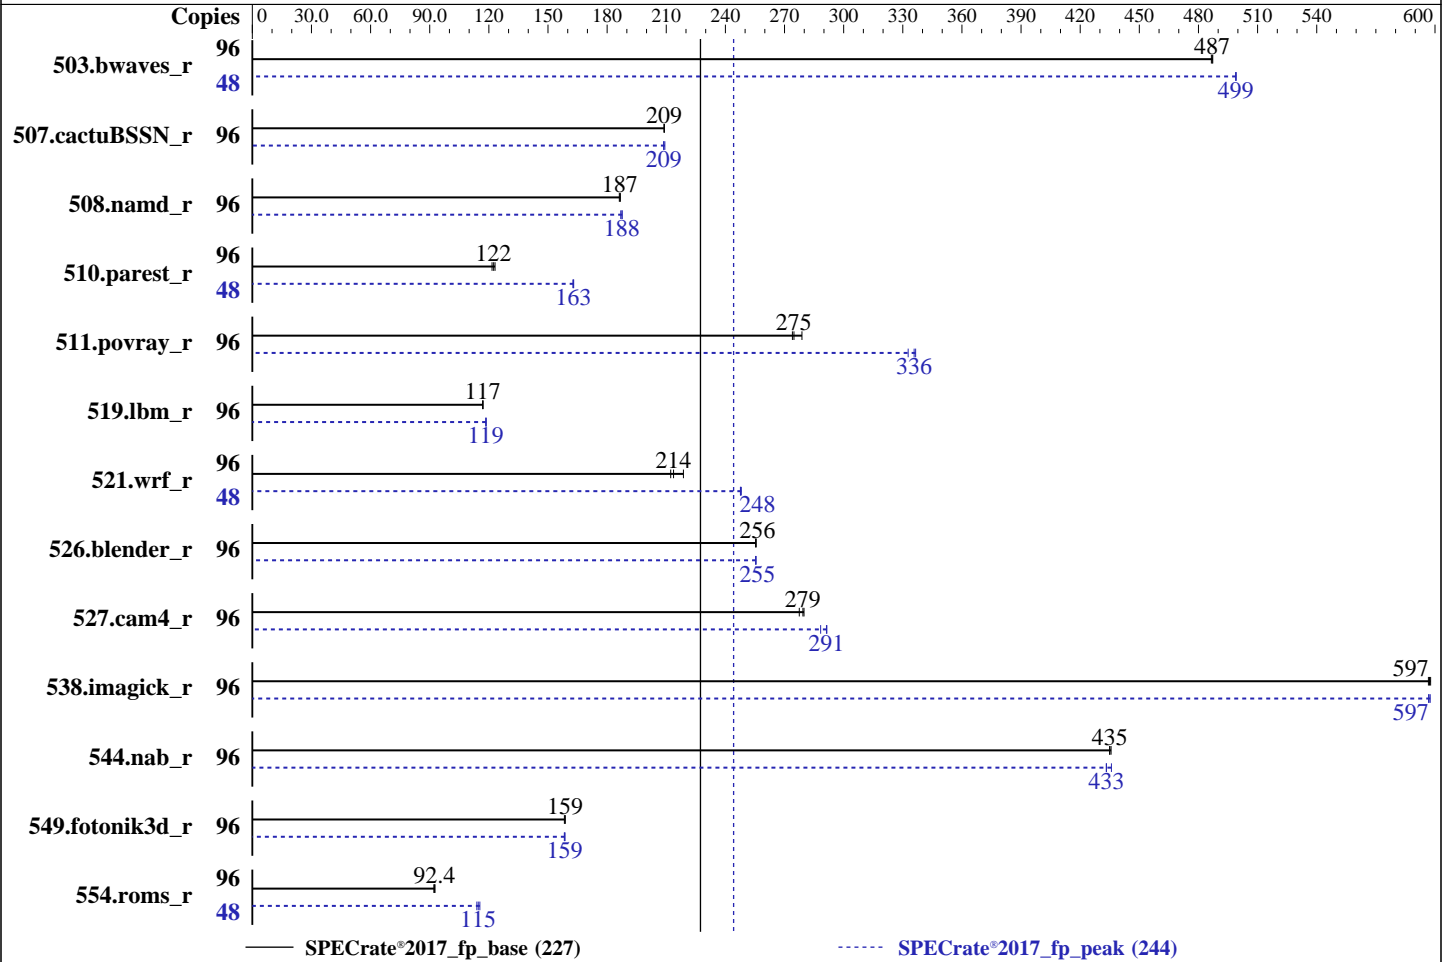 Copies 0 30.0 60.0 90.0 120 150 180 210 240 270 300 330 360 390 420 450 480 510 540 600
503.bwaves_r 96 487
48 499
507.cactuBSSN_r 96 209
209
508.namd_r 96 187
188
510.parest_r 96 122
48 163
511.povray_r 96 275
336
519.lbm_r 96 117
119
521.wrf_r 96 214
48 248
526.blender_r 96 256
255
527.cam4_r 96 279
291
538.imagick_r 96 597
597
544.nab_r 96 435
433
549.fotonik3d_r 96 159
159
554.roms_r 96 92.4
48 115
SPECrate®2017_fp_base (227) SPECrate®2017_fp_peak (244)